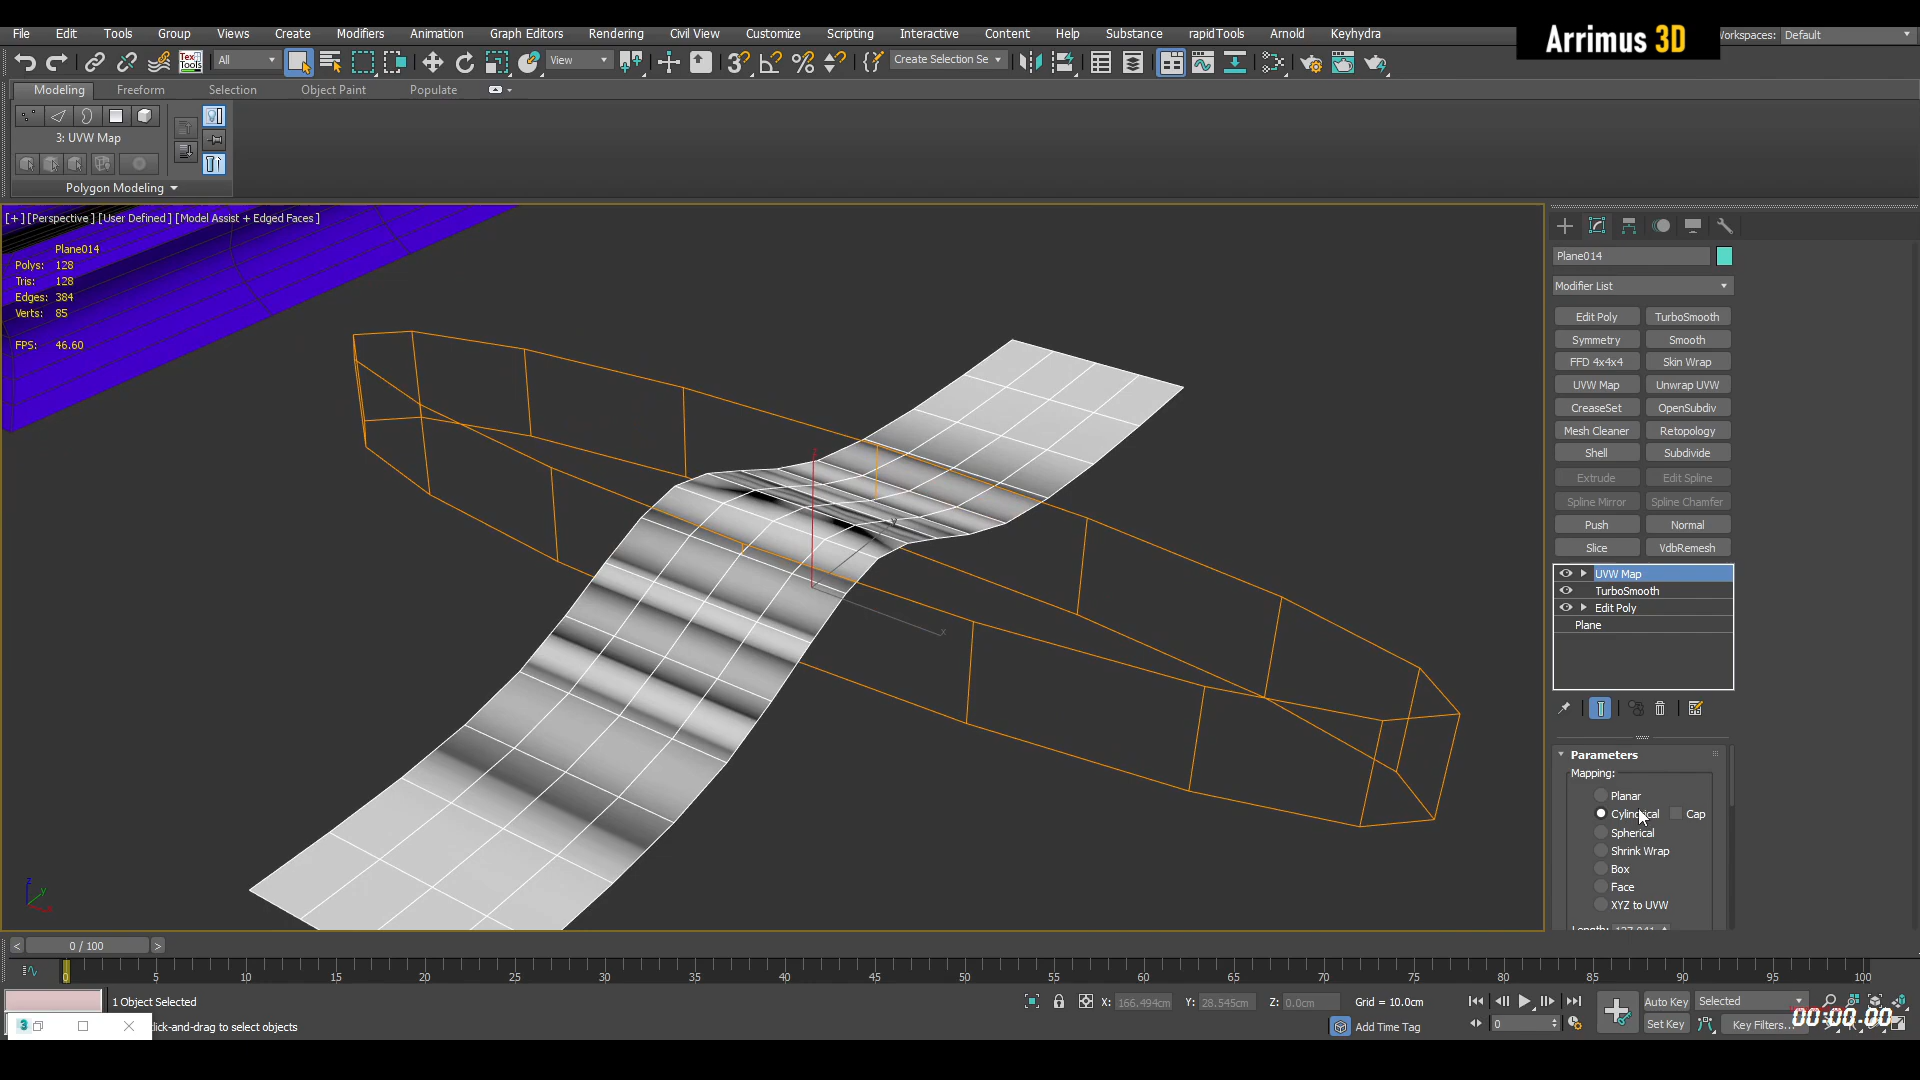 File Edit Tools Group Views Create Modifiers Animation Graph Editors Rendering Civil View Customize Scripting Interactive Content Help Substance rapidTools Arnold Keyhydra
Arrimus 3D
orkspaces: Default
TexTools All View Create Selection Se
Modeling Freeform Selection Object Paint Populate
3: UVW Map
Polygon Modeling
[+] [Perspective] [User Defined] [Model Assist + Edged Faces]
Plane014
Polys: 128
Tris: 128
Edges: 384
Verts: 85
FPS: 46.60
x
y
z
y
Plane014
Modifier List
Edit Poly TurboSmooth
Symmetry Smooth
FFD 4x4x4 Skin Wrap
UVW Map Unwrap UVW
CreaseSet OpenSubdiv
Mesh Cleaner Retopology
Shell Subdivide
Extrude Edit Spline
Spline Mirror Spline Chamfer
Push Normal
Slice VdbRemesh
UVW Map
TurboSmooth
Edit Poly
Plane
Parameters
Mapping:
Planar
Cylindrical Cap
Spherical
Shrink Wrap
Box
Face
XYZ to UVW
< 0 / 100 >
0 5 10 15 20 25 30 35 40 45 50 55 60 65 70 75 80 85 90 95 100
1 Object Selected
X: 166.494cm Y: 28.545cm Z: 0.0cm Grid = 10.0cm
Auto Key Selected
3
lick-and-drag to select objects
Add Time Tag
0
Set Key Key Filters...
00:00.00